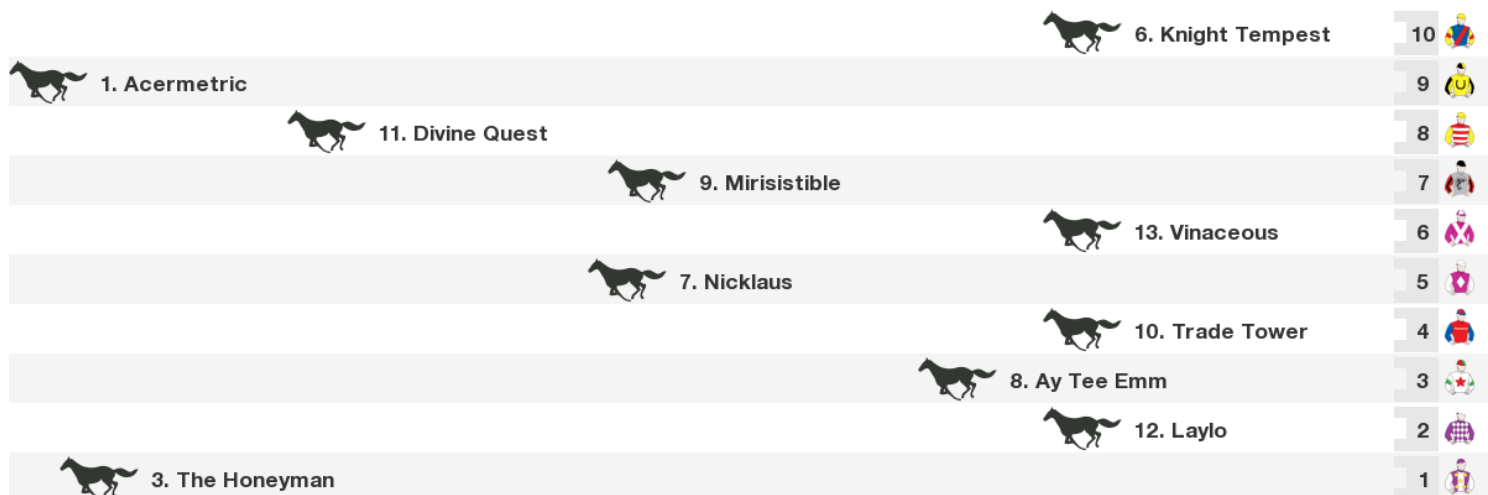 6. Knight Tempest 10
1. Acermetric 9
11. Divine Quest 8
9. Mirisistible 7
13. Vinaceous 6
7. Nicklaus 5
10. Trade Tower 4
8. Ay Tee Emm 3
12. Laylo 2
3. The Honeyman 1